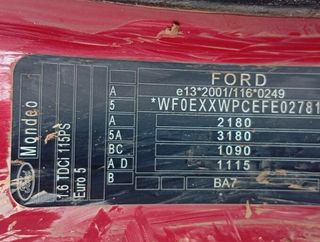 FORD
A e13*2001/116*0249
5 *WF0EXXWPCEFE02781
A 2180
5A 3180
BC 1090
A D 1115
B BA7
Ford
Mondeo
1.6 TDCi 115PS
Euro 5